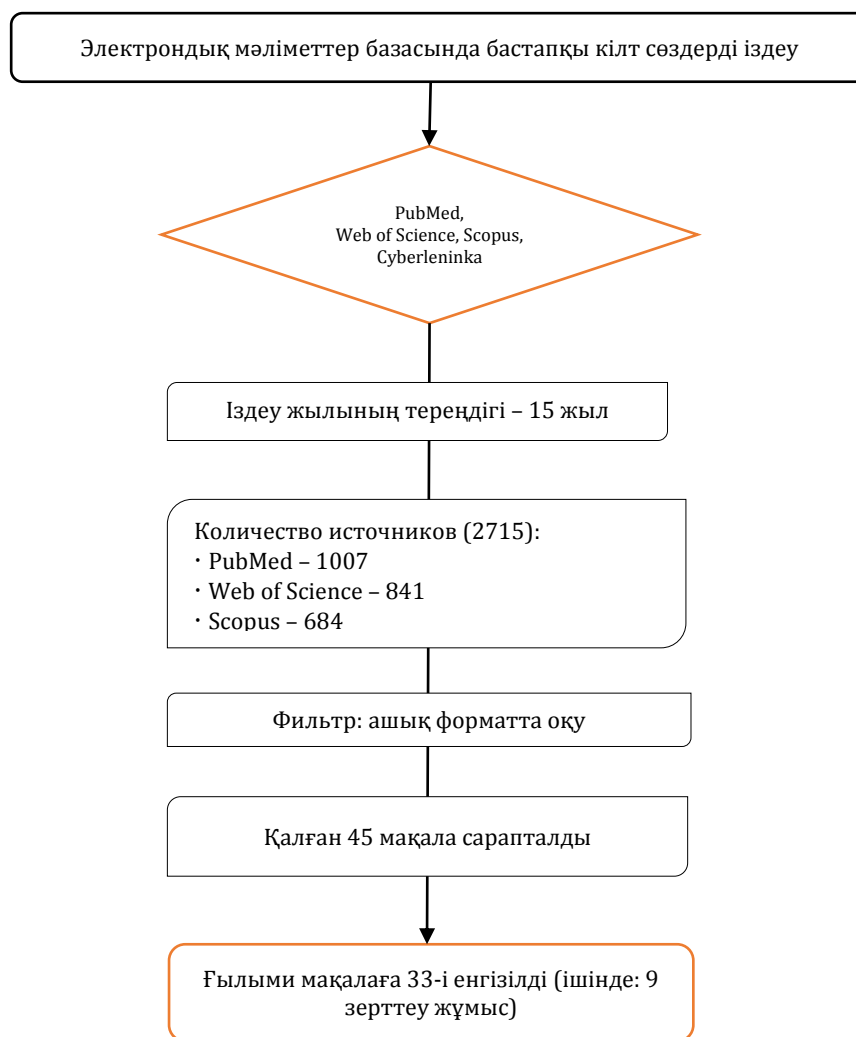 Электрондық мәліметтер базасында бастапқы кілт сөздерді іздеу
PubMed,
Web of Science, Scopus,
Cyberleninka
Іздеу жылының тереңдігі – 15 жыл
Количество источников (2715):
· PubMed – 1007
· Web of Science – 841
· Scopus – 684
Фильтр: ашық форматта оқу
Қалған 45 мақала сарапталды
Ғылыми мақалаға 33-і енгізілді (ішінде: 9
зерттеу жұмыс)